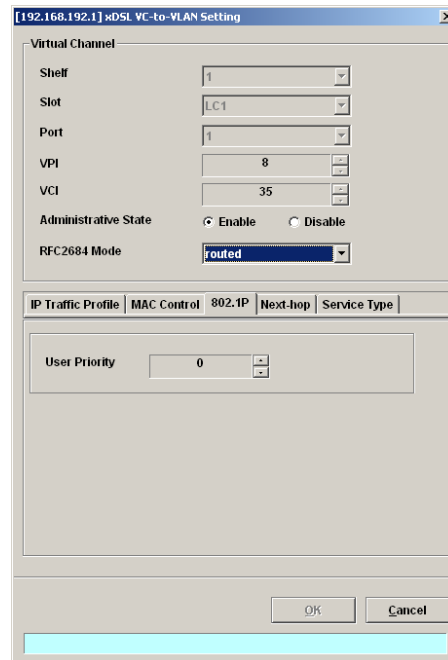 [192.168.192.1] xDSL VC-to-VLAN Setting
Virtual Channel
Shelf 1
Slot LC1
Port 1
VPI 8
VCI 35
Administrative State Enable Disable
RFC2684 Mode routed
IP Traffic Profile MAC Control 802.1P Next-hop Service Type
User Priority 0
OK Cancel